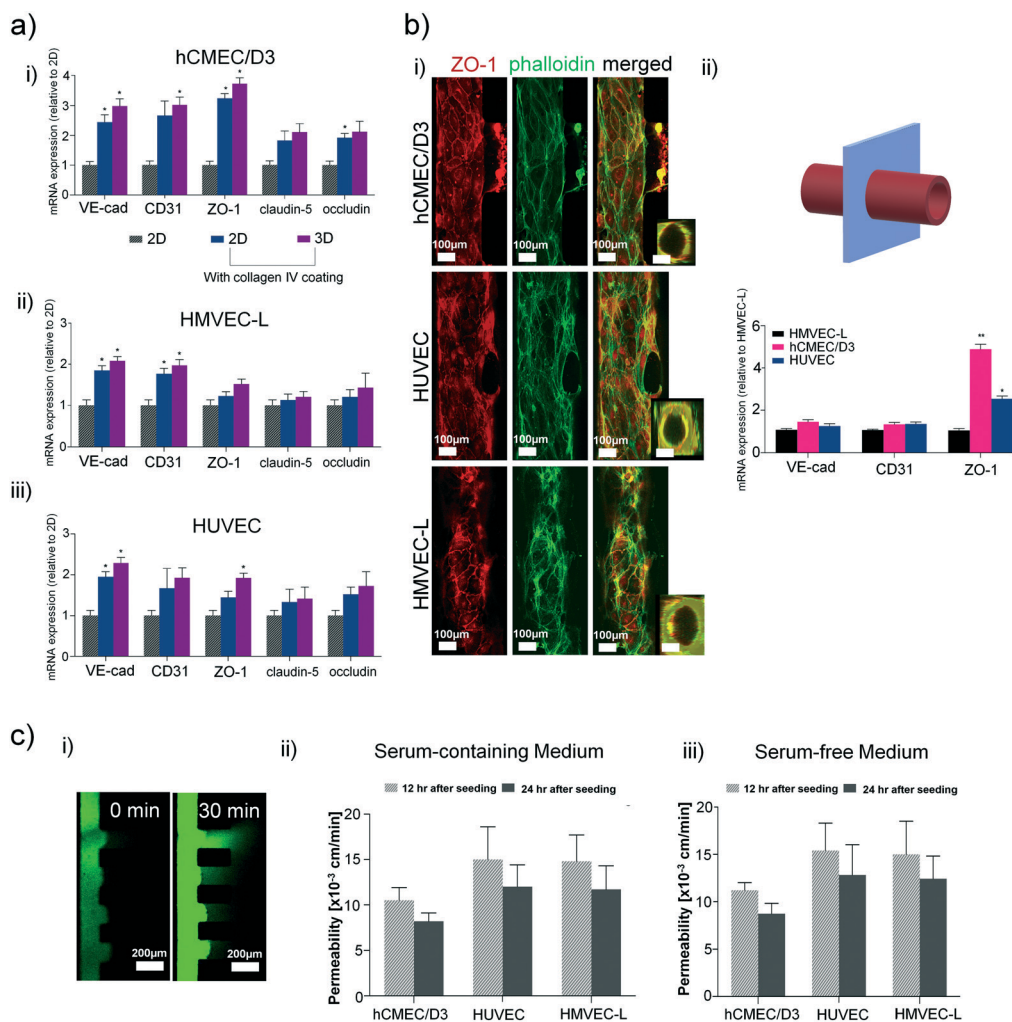 a)
i)
hCMEC/D3
mRNA expression (relative to 2D)
4
3
2
1
0
* * * * * *
VE-cad CD31 ZO-1 claudin-5 occludin
2D 2D 3D
With collagen IV coating
ii)
HMVEC-L
mRNA expression (relative to 2D)
3
2
1
0
* * * *
VE-cad CD31 ZO-1 claudin-5 occludin
iii)
HUVEC
mRNA expression (relative to 2D)
3
2
1
0
* * *
VE-cad CD31 ZO-1 claudin-5 occludin
b)
i) ZO-1 phalloidin merged
hCMEC/D3
100µm 100µm 100µm
HUVEC
100µm 100µm 100µm
HMVEC-L
100µm 100µm 100µm
ii)
mRNA expression (relative to HMVEC-L)
6
4
2
0
HMVEC-L
hCMEC/D3
HUVEC
**
*
VE-cad CD31 ZO-1
c)
i)
0 min 30 min
200µm 200µm
ii) Serum-containing Medium
12 hr after seeding 24 hr after seeding
Permeability [x10⁻³ cm/min]
20
15
10
5
0
hCMEC/D3 HUVEC HMVEC-L
iii) Serum-free Medium
12 hr after seeding 24 hr after seeding
Permeability [x10⁻³ cm/min]
20
15
10
5
0
hCMEC/D3 HUVEC HMVEC-L